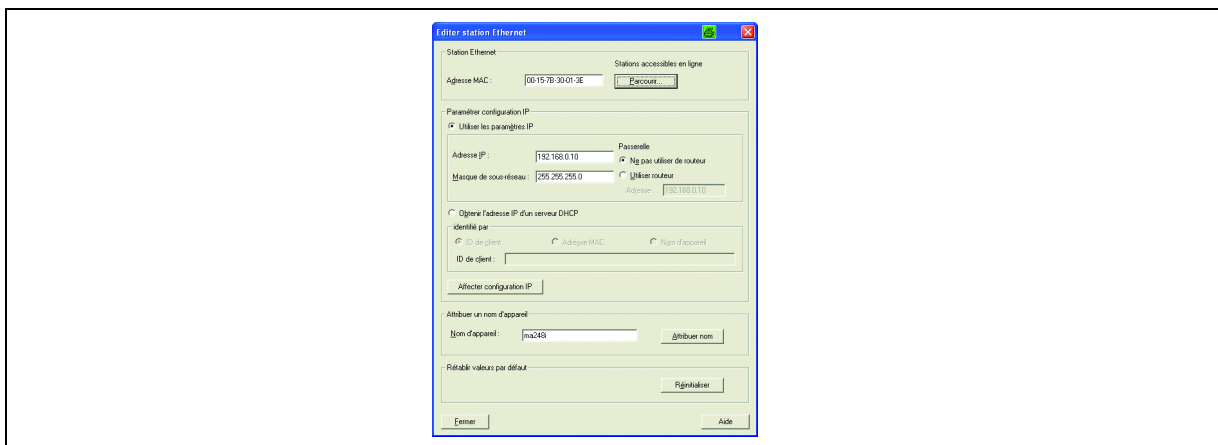 Editer station Ethernet
Station Ethernet
Stations accessibles en ligne
Adresse MAC :
00-15-7B-30-01-3E
Parcourir...
Paramétrer configuration IP
Utiliser les paramètres IP
Passerelle
Adresse IP :
192.168.0.10
Ne pas utiliser de routeur
Masque de sous-réseau :
255.255.255.0
Utiliser routeur
Adresse :
192.168.0.10
Obtenir l'adresse IP d'un serveur DHCP
identifié par
ID de client
Adresse MAC
Nom d'appareil
ID de client :
Affecter configuration IP
Attribuer un nom d'appareil
Nom d'appareil :
ma248i
Attribuer nom
Rétablir valeurs par défaut
Réinitialiser
Fermer
Aide